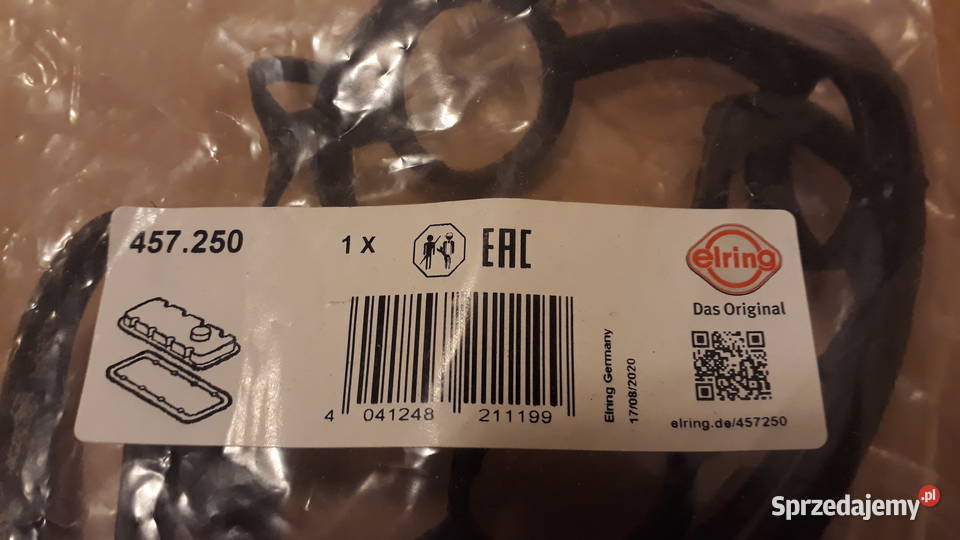 457.250
1 X
EAC
elring
Das Original
4 041248 211199
Elring Germany
17/08/2020
elring.de/457250
Sprzedajemy.pl